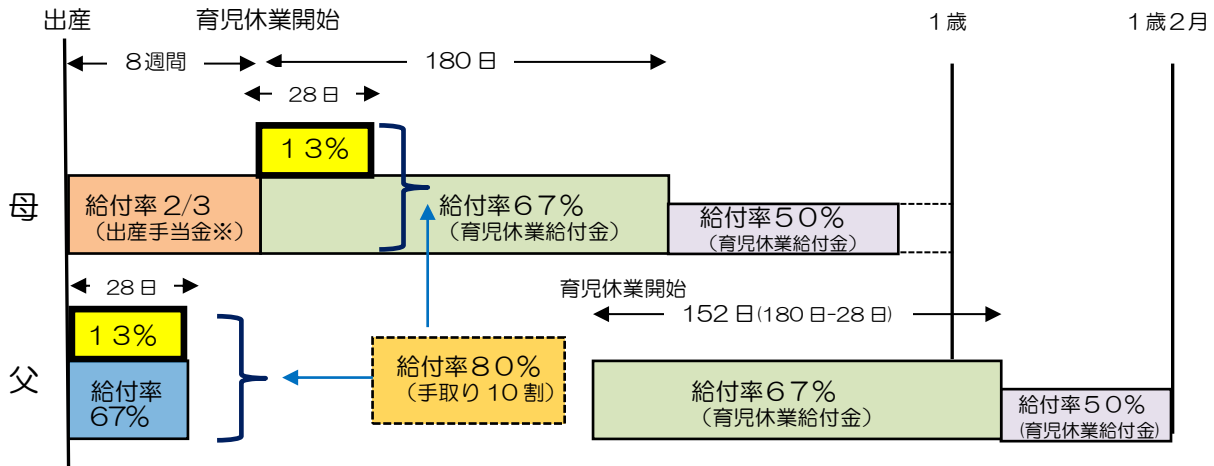 出産
育児休業開始
1歳
1歳2月
8週間
180日
28日
13%
母
給付率2/3
(出産手当金※)
給付率67%
(育児休業給付金)
給付率50%
(育児休業給付金)
28日
育児休業開始
152日(180日-28日)
13%
父
給付率
67%
給付率80%
(手取り10割)
給付率67%
(育児休業給付金)
給付率50%
(育児休業給付金)